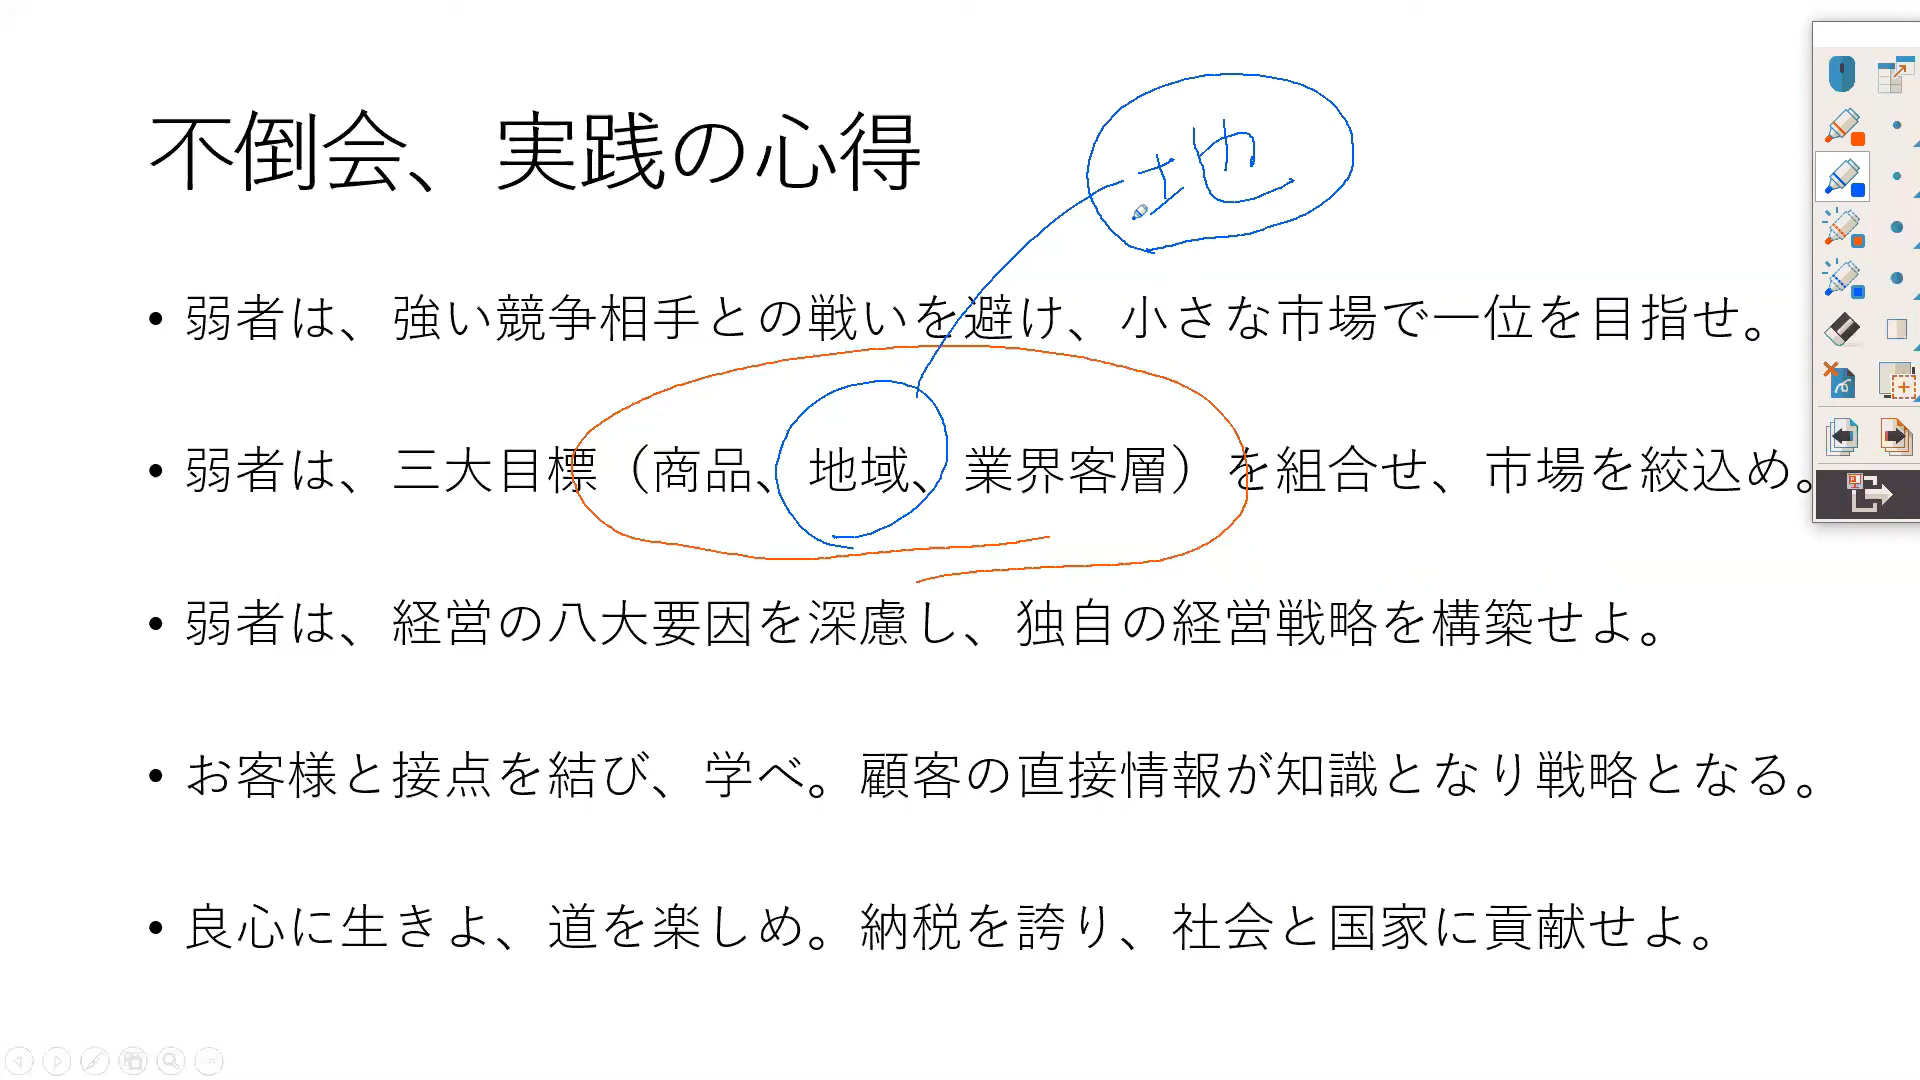 不倒会、実践の心得
地
• 弱者は、強い競争相手との戦いを避け、小さな市場で一位を目指せ。
• 弱者は、三大目標（商品、地域、業界客層）を組合せ、市場を絞込め。
• 弱者は、経営の八大要因を深慮し、独自の経営戦略を構築せよ。
• お客様と接点を結び、学べ。顧客の直接情報が知識となり戦略となる。
• 良心に生きよ、道を楽しめ。納税を誇り、社会と国家に貢献せよ。